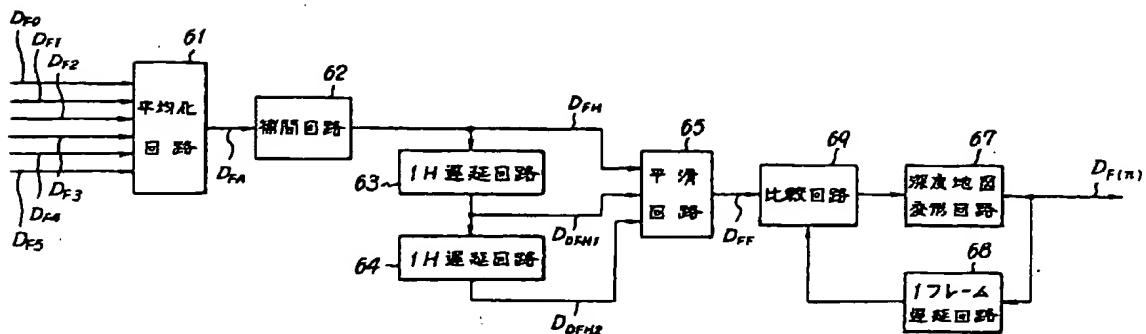 DF0
DF1
DF2
61
平均化
回路
DF3
DF4
DF5
DFA
62
補間回路
DFH
63
1H遅延回路
DDFH1
64
1H遅延回路
DDFH2
65
平滑
回路
DFF
69
比較回路
67
深度地図
変形回路
DF(n)
68
1フレーム
遅延回路